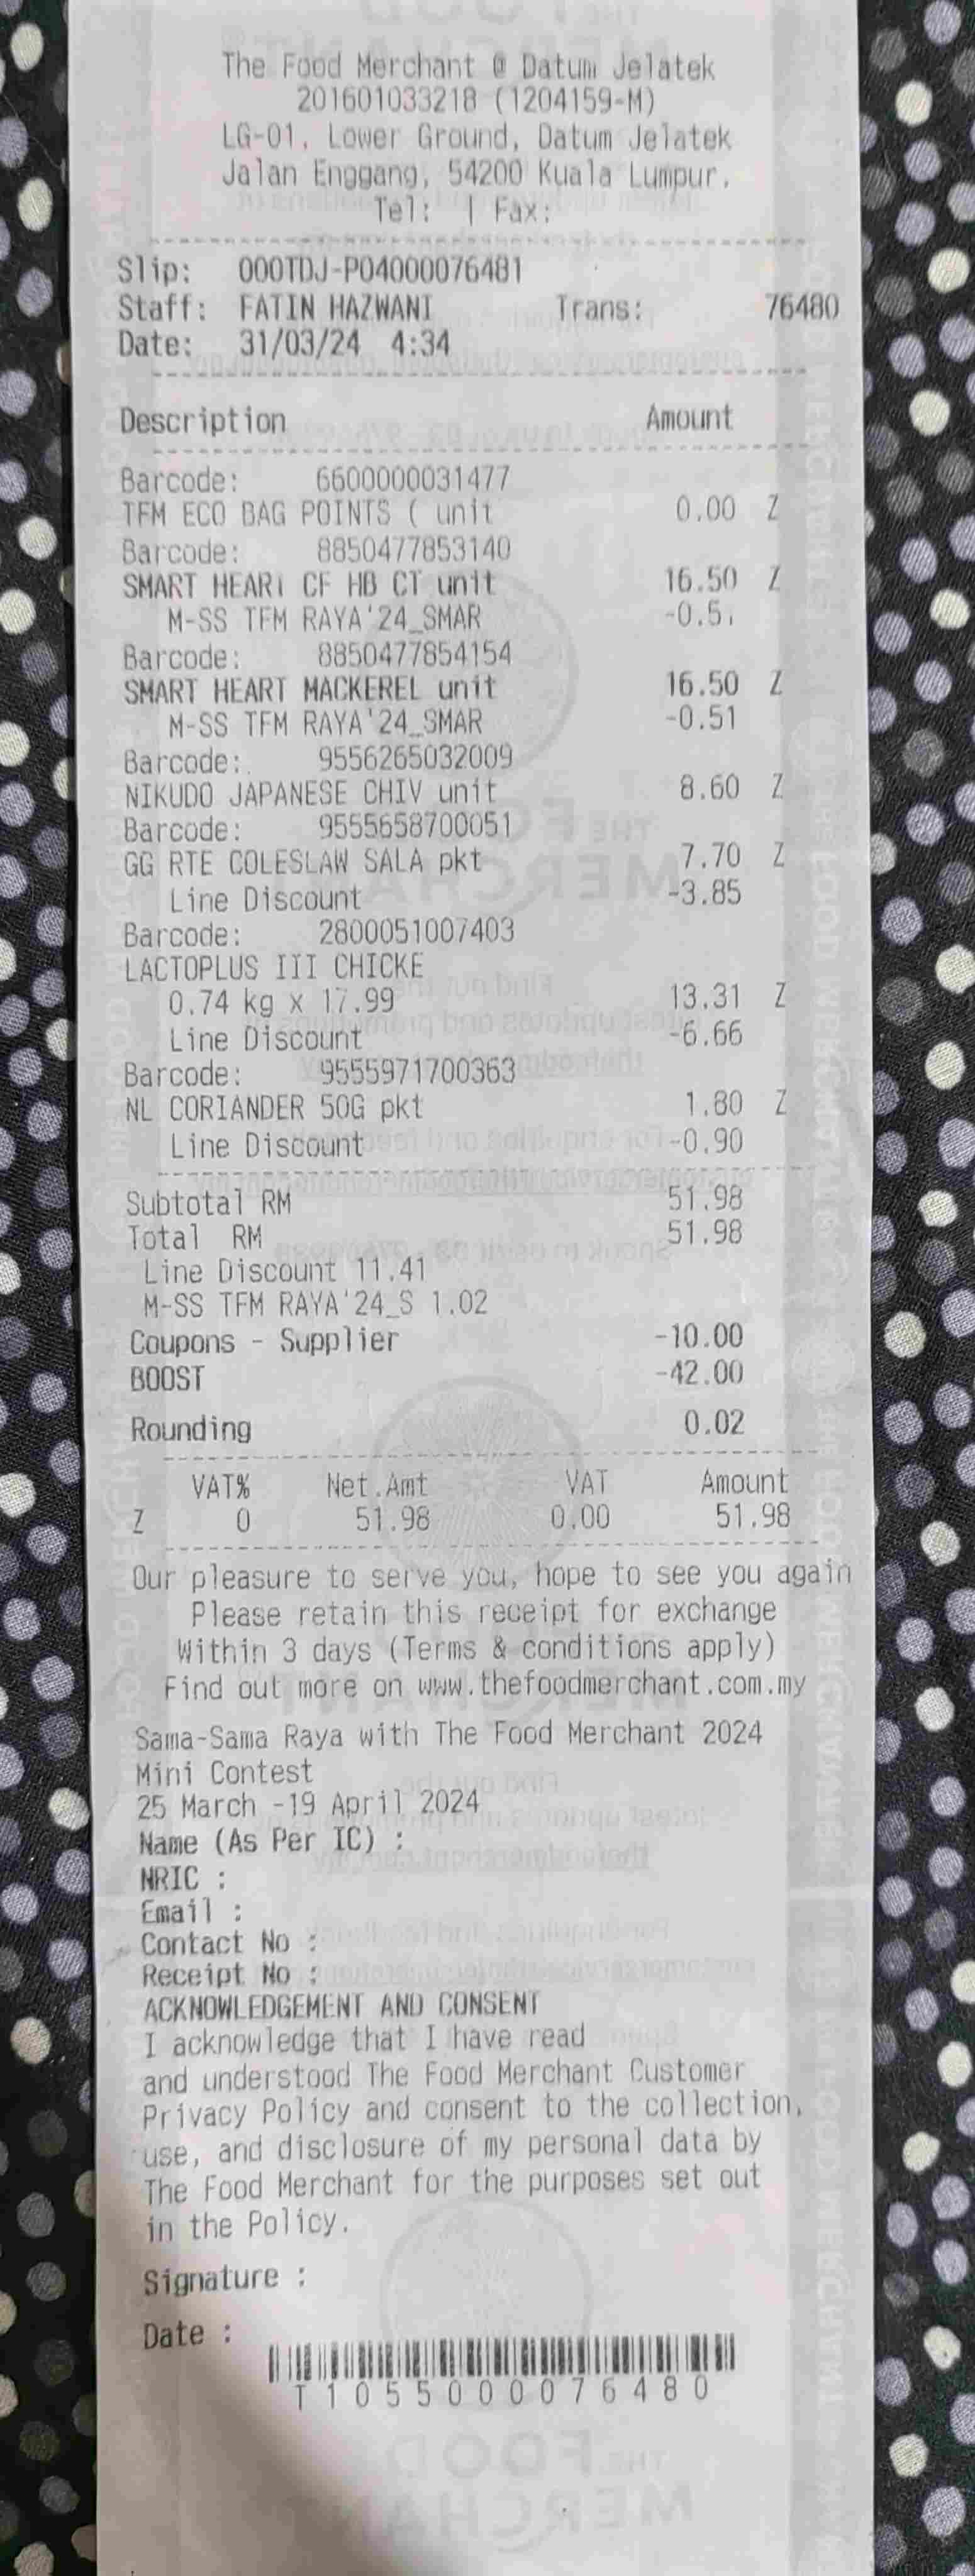 The Food Merchant @ Datum Jelatek
201601033218 (1204159-M)
LG-01, Lower Ground, Datum Jelatek
Jalan Enggang, 54200 Kuala Lumpur.
Tel: | Fax:
Slip: 000TDJ-P04000076481
Staff: FATIN HAZWANI Trans: 76480
Date: 31/03/24 4:34
Description Amount
Barcode: 6600000031477
TFM ECO BAG POINTS ( unit 0.00 Z
Barcode: 8850477853140
SMART HEART CF HB CT unit 16.50 Z
M-SS TFM RAYA'24_SMAR
Barcode: 8850477854154
SMART HEART MACKEREL unit 16.50 Z
M-SS TFM RAYA'24_SMAR -0.51
Barcode: 9556265032009
NIKUDO JAPANESE CHIV unit 8.60 Z
Barcode: 9555658700051
GG RTE COLESLAW SALA pkt 7.70 Z
Line Discount -3.85
Barcode: 2800051007403
LACTOPLUS III CHICKE
0.74 kg x 17.99 13.31 Z
Line Discount -6.66
Barcode: 9555971700363
NL CORIANDER 50G pkt 1.80 Z
Line Discount -0.90
Subtotal RM 51.98
Total RM 51.98
Line Discount 11.41
M-SS TFM RAYA'24_S 1.02
Coupons - Supplier -10.00
BOOST -42.00
Rounding 0.02
VAT% Net.Amt VAT Amount
Z 0 51.98 0.00 51.98
Our pleasure to serve you, hope to see you again
Please retain this receipt for exchange
Within 3 days (Terms & conditions apply)
Find out more on www.thefoodmerchant.com.my
Sama-Sama Raya with The Food Merchant 2024
Mini Contest
25 March -19 April 2024
Name (As Per IC) :
NRIC :
Email :
Contact No :
Receipt No :
ACKNOWLEDGEMENT AND CONSENT
I acknowledge that I have read
and understood The Food Merchant Customer
Privacy Policy and consent to the collection,
use, and disclosure of my personal data by
The Food Merchant for the purposes set out
in the Policy.
Signature :
Date :
T1055000076480